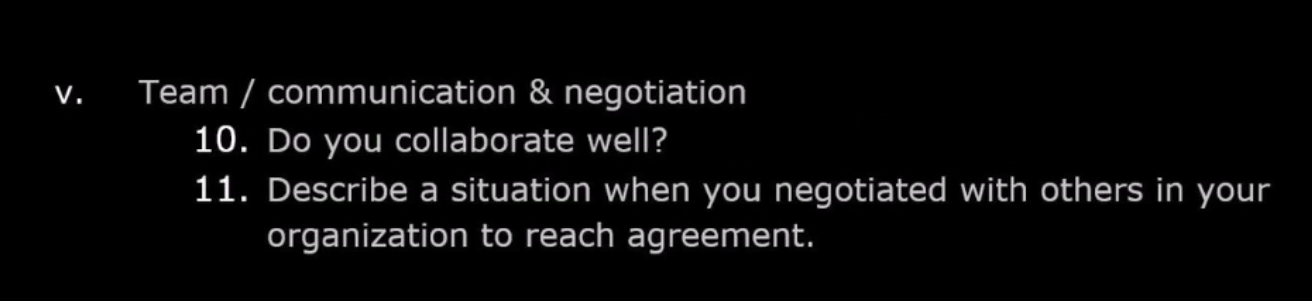 v. Team / communication & negotiation
10. Do you collaborate well?
11. Describe a situation when you negotiated with others in your
organization to reach agreement.